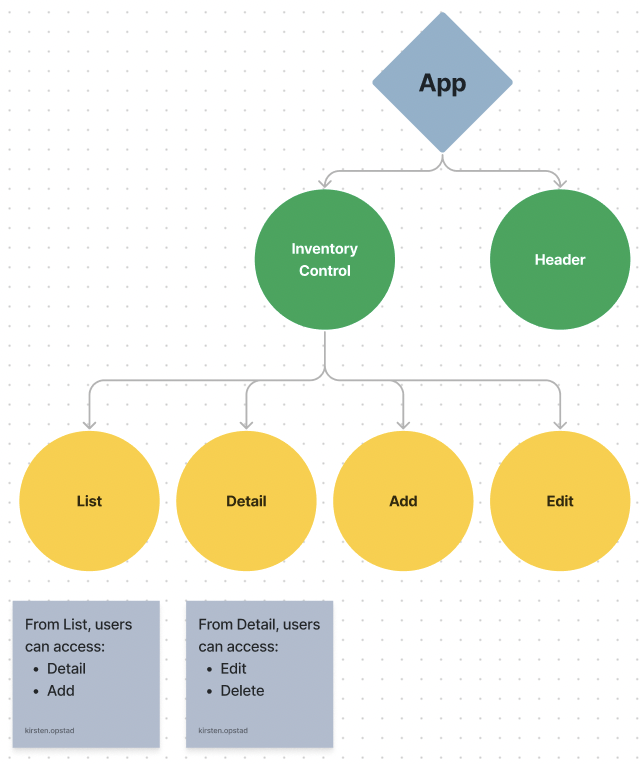 App
Inventory
Control
Header
List
Detail
Add
Edit
From List, users
can access:
• Detail
• Add
kirsten.opstad
From Detail, users
can access:
• Edit
• Delete
kirsten.opstad